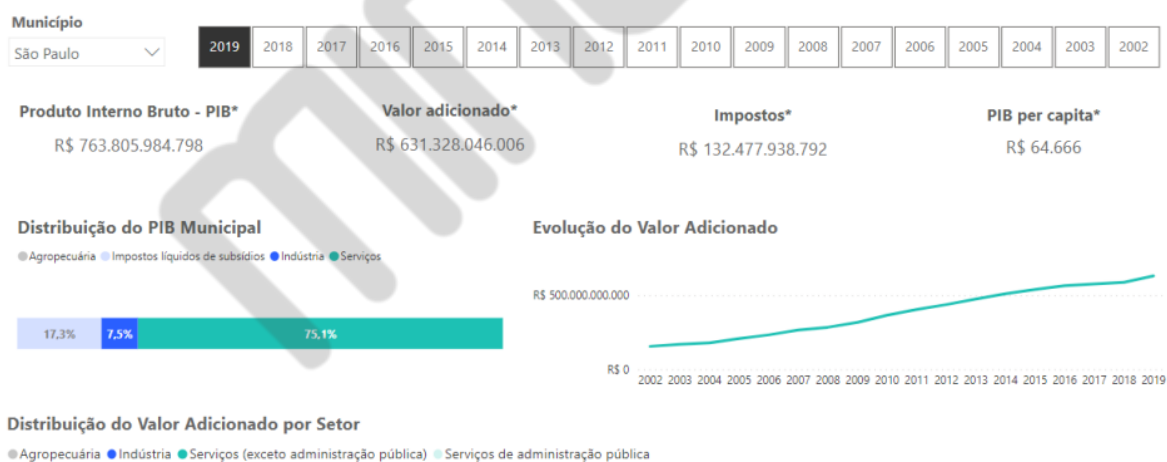 Município
São Paulo
2019 2018 2017 2016 2015 2014 2013 2012 2011 2010 2009 2008 2007 2006 2005 2004 2003 2002
Produto Interno Bruto - PIB* Valor adicionado* Impostos* PIB per capita*
R$ 763.805.984.798 R$ 631.328.046.006 R$ 132.477.938.792 R$ 64.666
Distribuição do PIB Municipal
Agropecuária Impostos líquidos de subsídios Indústria Serviços
17,3% 7,5% 75,1%
Evolução do Valor Adicionado
R$ 500.000.000.000
R$ 0
2002 2003 2004 2005 2006 2007 2008 2009 2010 2011 2012 2013 2014 2015 2016 2017 2018 2019
Distribuição do Valor Adicionado por Setor
Agropecuária Indústria Serviços (exceto administração pública) Serviços de administração pública